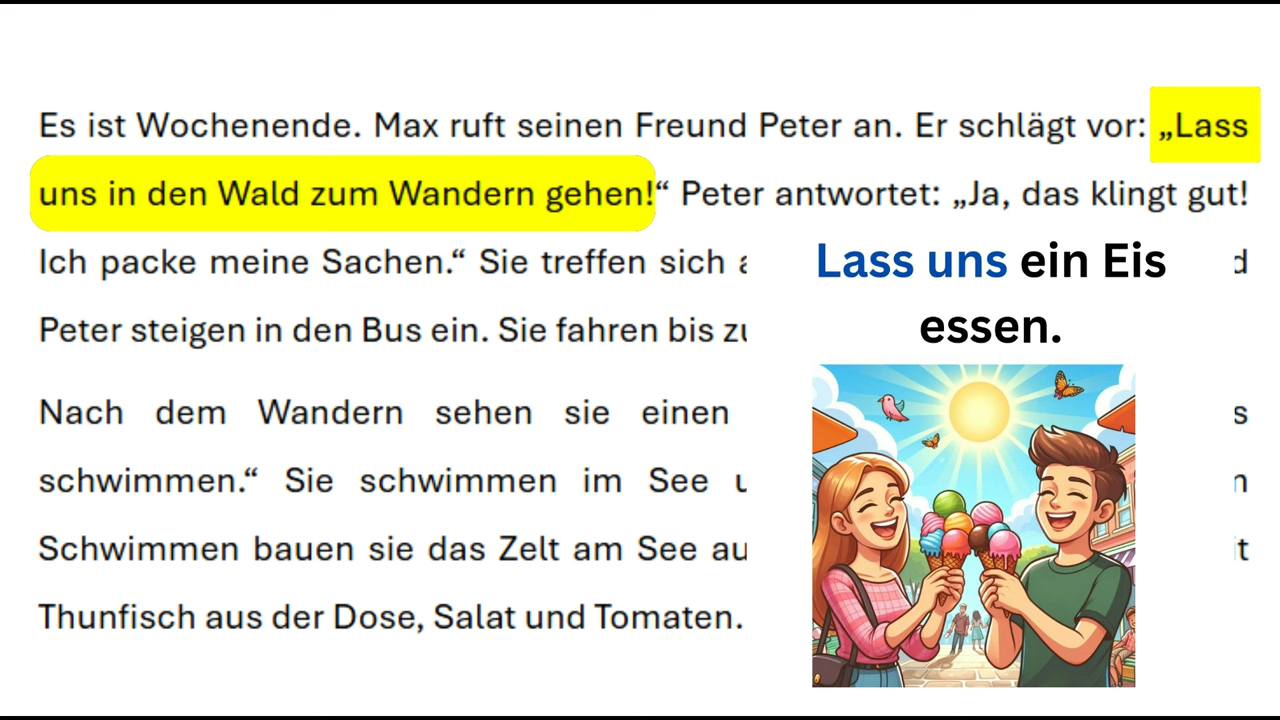 Es ist Wochenende. Max ruft seinen Freund Peter an. Er schlägt vor: „Lass
uns in den Wald zum Wandern gehen!“ Peter antwortet: „Ja, das klingt gut!
Ich packe meine Sachen.“ Sie treffen sich
Peter steigen in den Bus ein. Sie fahren bis
Nach dem Wandern sehen sie einen
schwimmen.“ Sie schwimmen im See
Schwimmen bauen sie das Zelt am See
Thunfisch aus der Dose, Salat und Tomaten.
Lass uns ein Eis
essen.